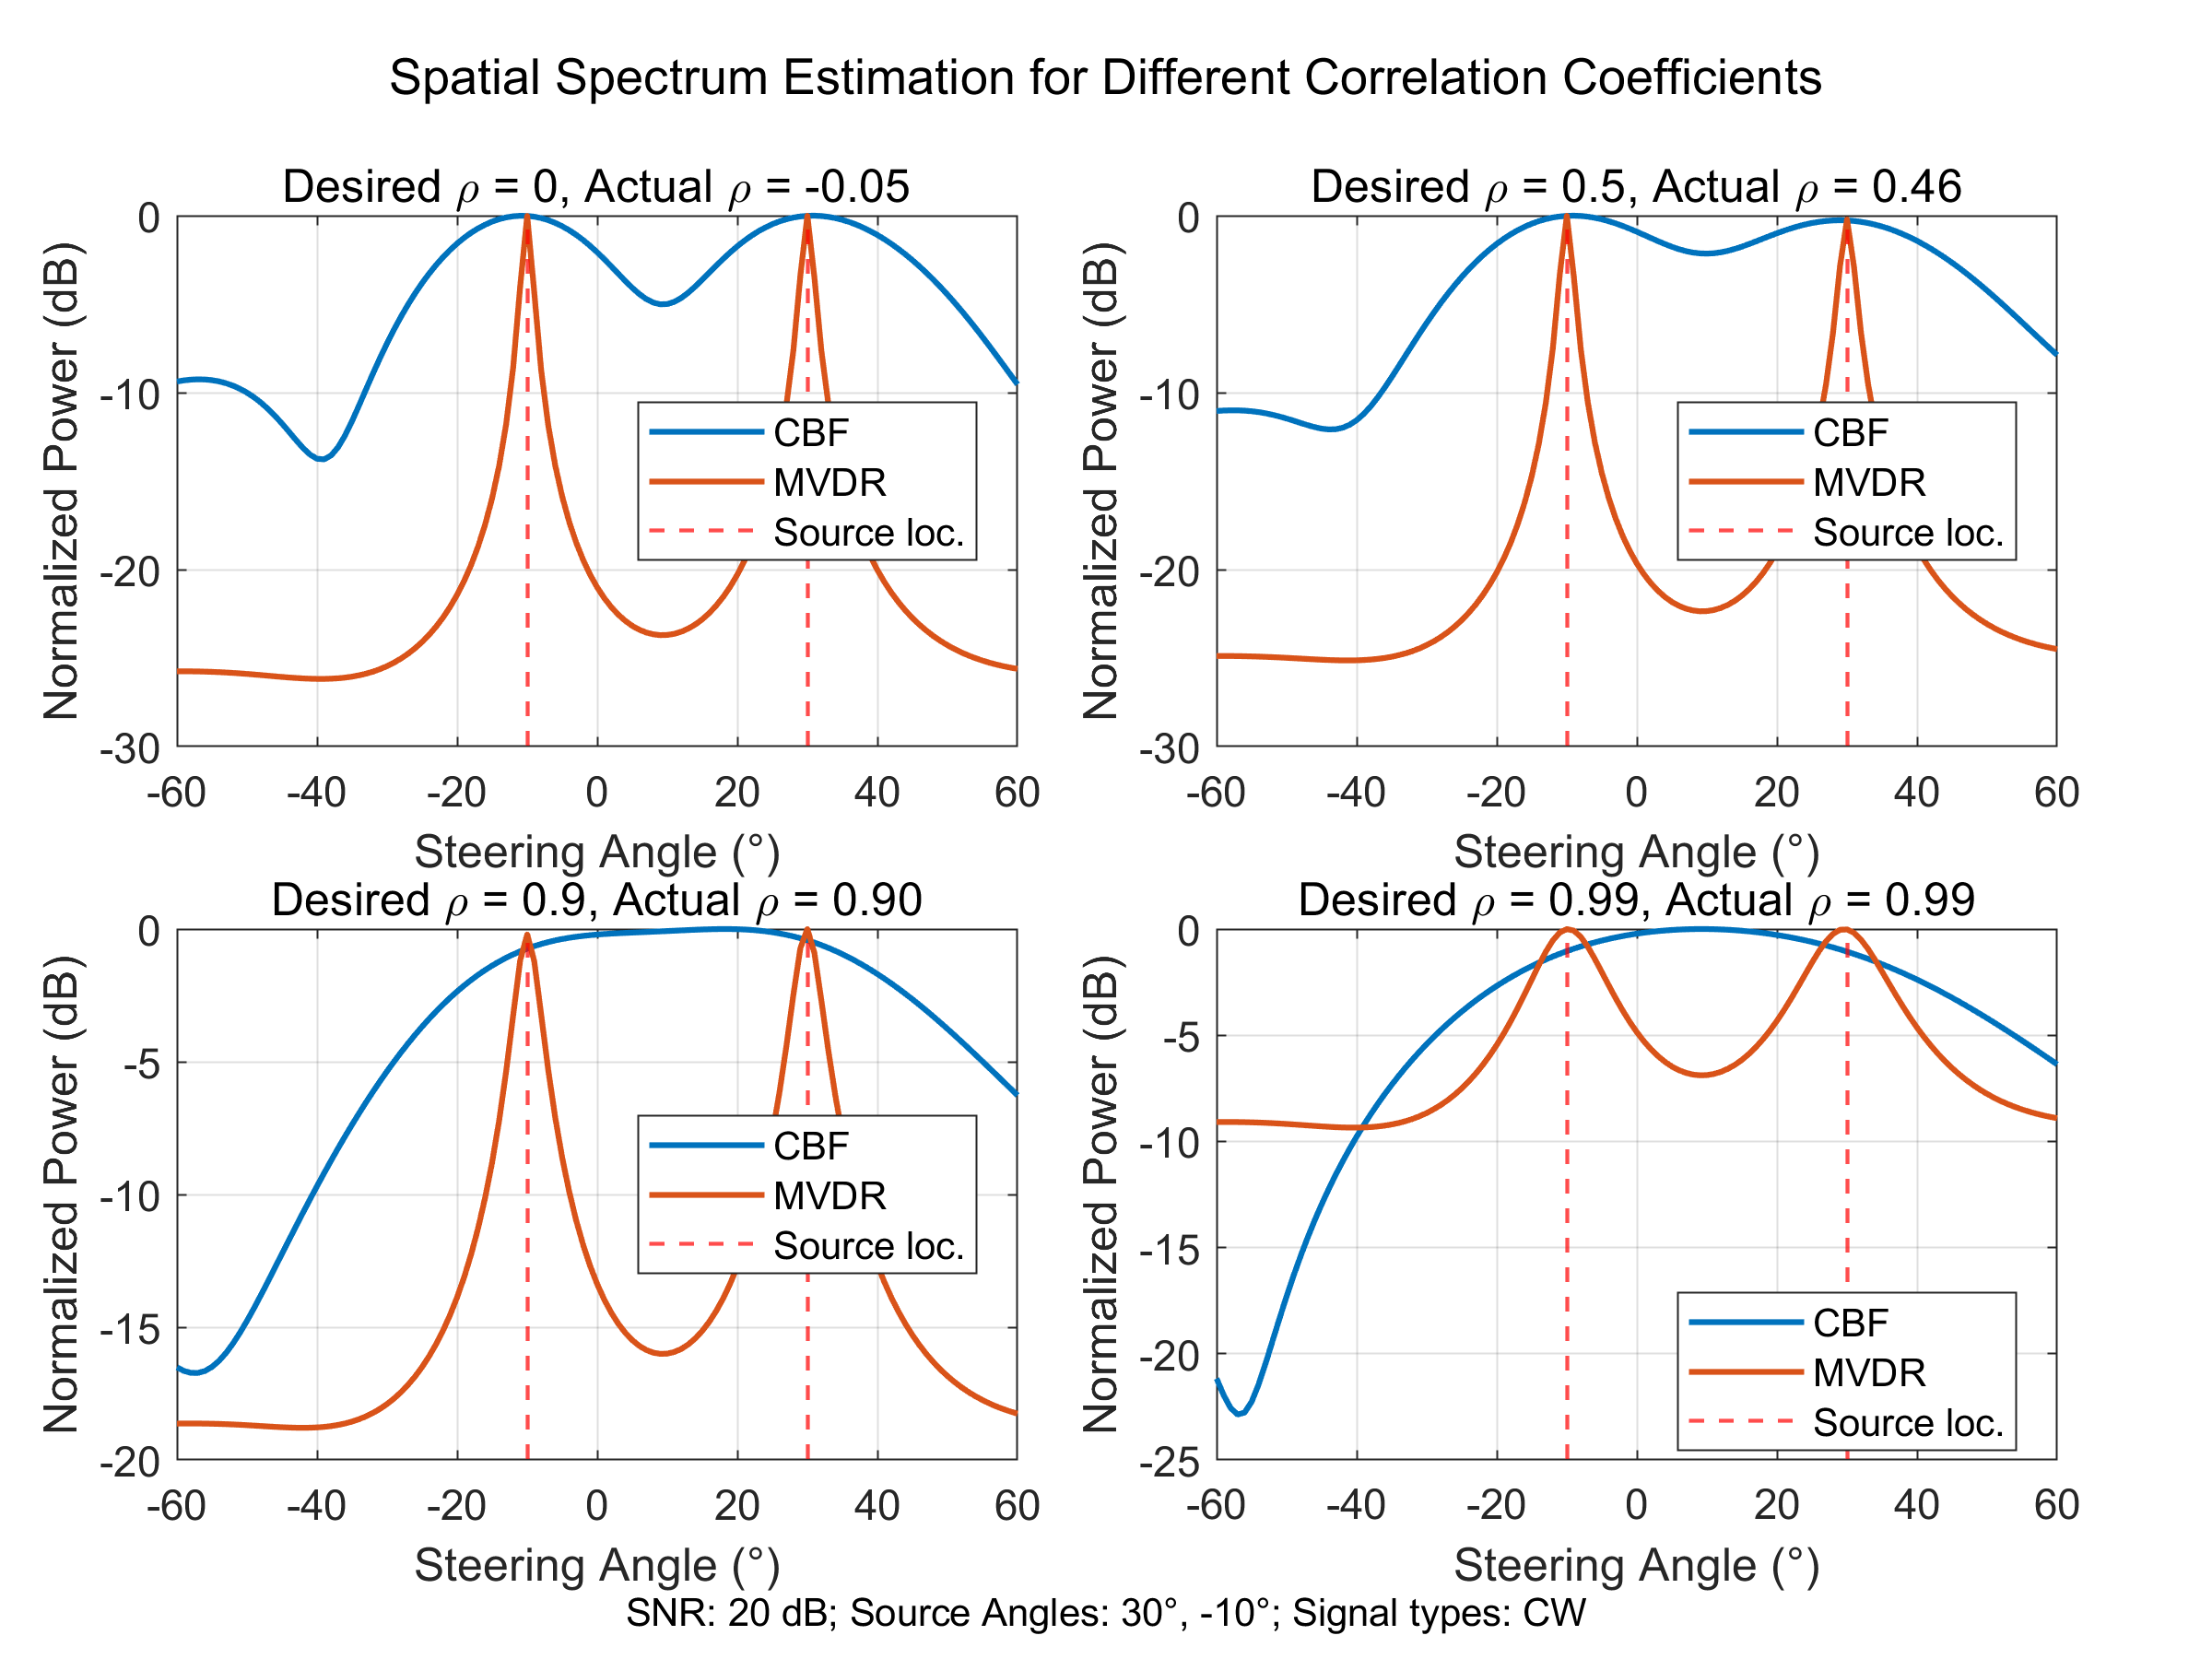 Spatial Spectrum Estimation for Different Correlation Coefficients
Desired ρ = 0, Actual ρ = -0.05
Normalized Power (dB)
0
-10
-20
-30
-60 -40 -20 0 20 40 60
Steering Angle (°)
CBF
MVDR
Source loc.
Desired ρ = 0.5, Actual ρ = 0.46
Normalized Power (dB)
0
-10
-20
-30
-60 -40 -20 0 20 40 60
Steering Angle (°)
CBF
MVDR
Source loc.
Desired ρ = 0.9, Actual ρ = 0.90
Normalized Power (dB)
0
-5
-10
-15
-20
-60 -40 -20 0 20 40 60
Steering Angle (°)
CBF
MVDR
Source loc.
Desired ρ = 0.99, Actual ρ = 0.99
Normalized Power (dB)
0
-5
-10
-15
-20
-25
-60 -40 -20 0 20 40 60
Steering Angle (°)
CBF
MVDR
Source loc.
SNR: 20 dB; Source Angles: 30°, -10°; Signal types: CW